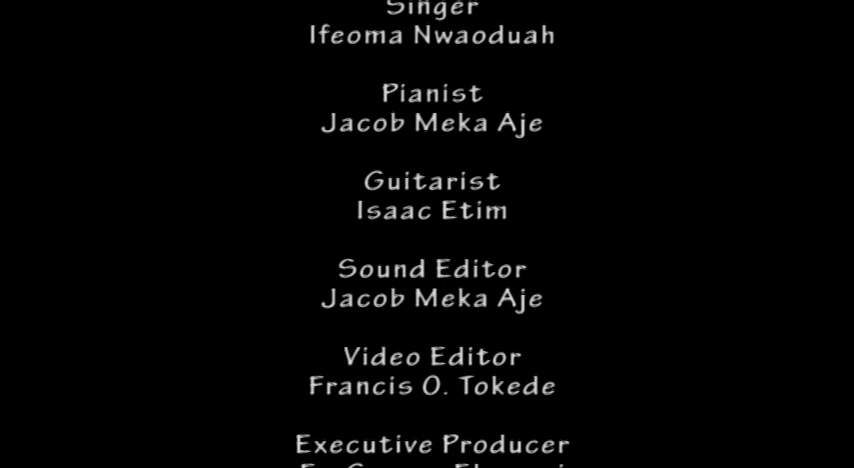 Singer
Ifeoma Nwaoduah
Pianist
Jacob Meka Aje
Guitarist
Isaac Etim
Sound Editor
Jacob Meka Aje
Video Editor
Francis O. Tokede
Executive Producer